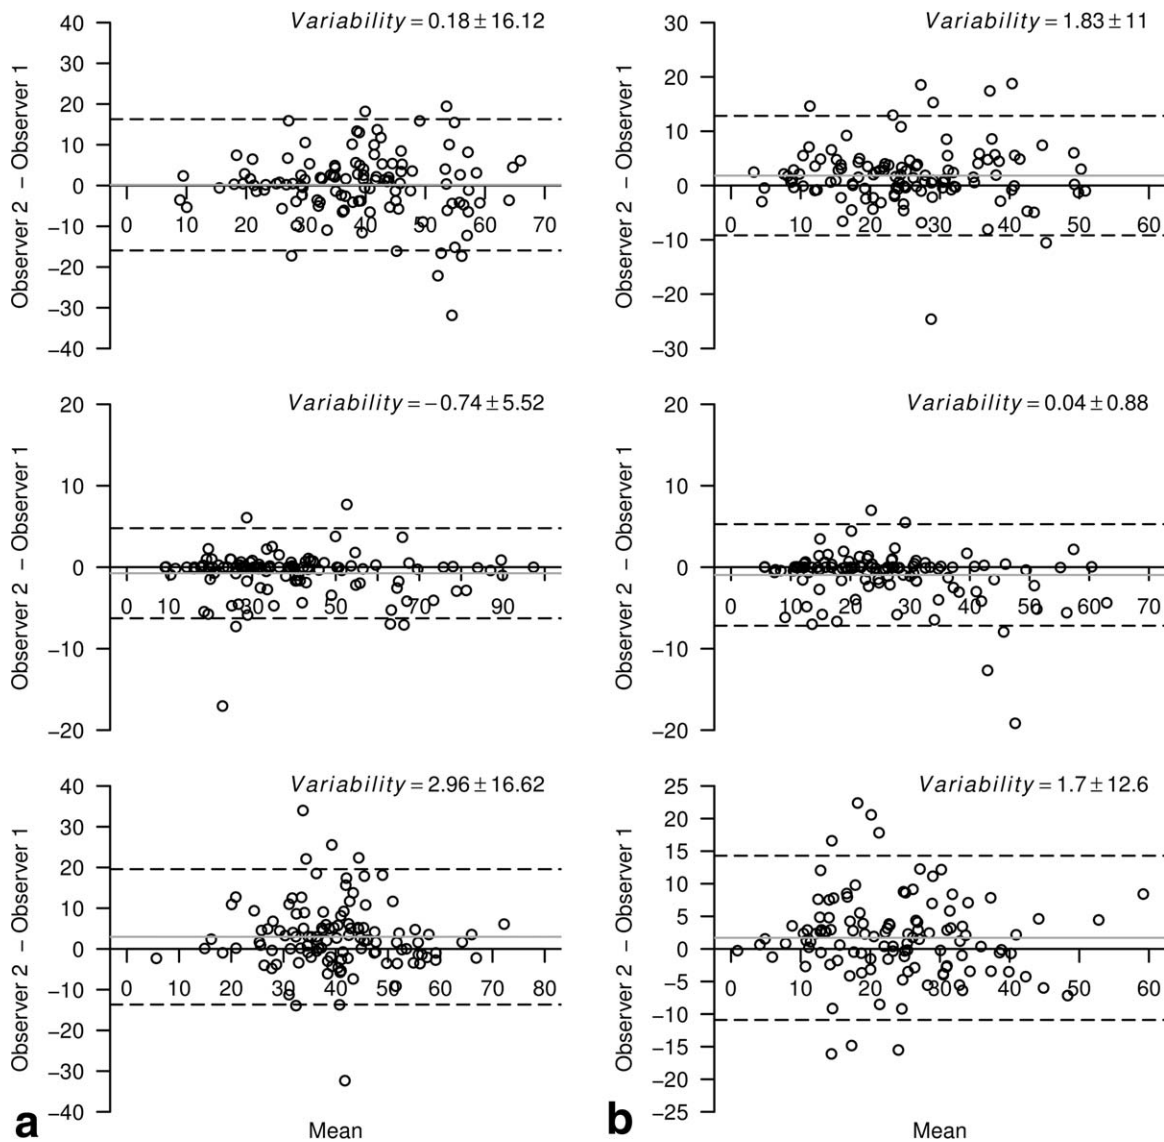 Variability = 0.18 ± 16.12
40
30
20
10
0
−10
−20
−30
−40
0 10 20 30 40 50 60 70
Observer 2 − Observer 1
Variability = 1.83 ± 11
30
20
10
0
−10
−20
−30
0 10 20 30 40 50 60
Observer 2 − Observer 1
Variability = −0.74 ± 5.52
20
10
0
−10
−20
0 10 30 50 70 90
Observer 2 − Observer 1
Variability = 0.04 ± 0.88
20
10
0
−10
−20
0 10 20 30 40 50 60 70
Observer 2 − Observer 1
Variability = 2.96 ± 16.62
40
30
20
10
0
−10
−20
−30
−40
0 10 20 30 40 50 60 70 80
Observer 2 − Observer 1
Mean
a
Variability = 1.7 ± 12.6
25
20
15
10
5
0
−5
−10
−15
−20
−25
0 10 20 30 40 50 60
Observer 2 − Observer 1
Mean
b